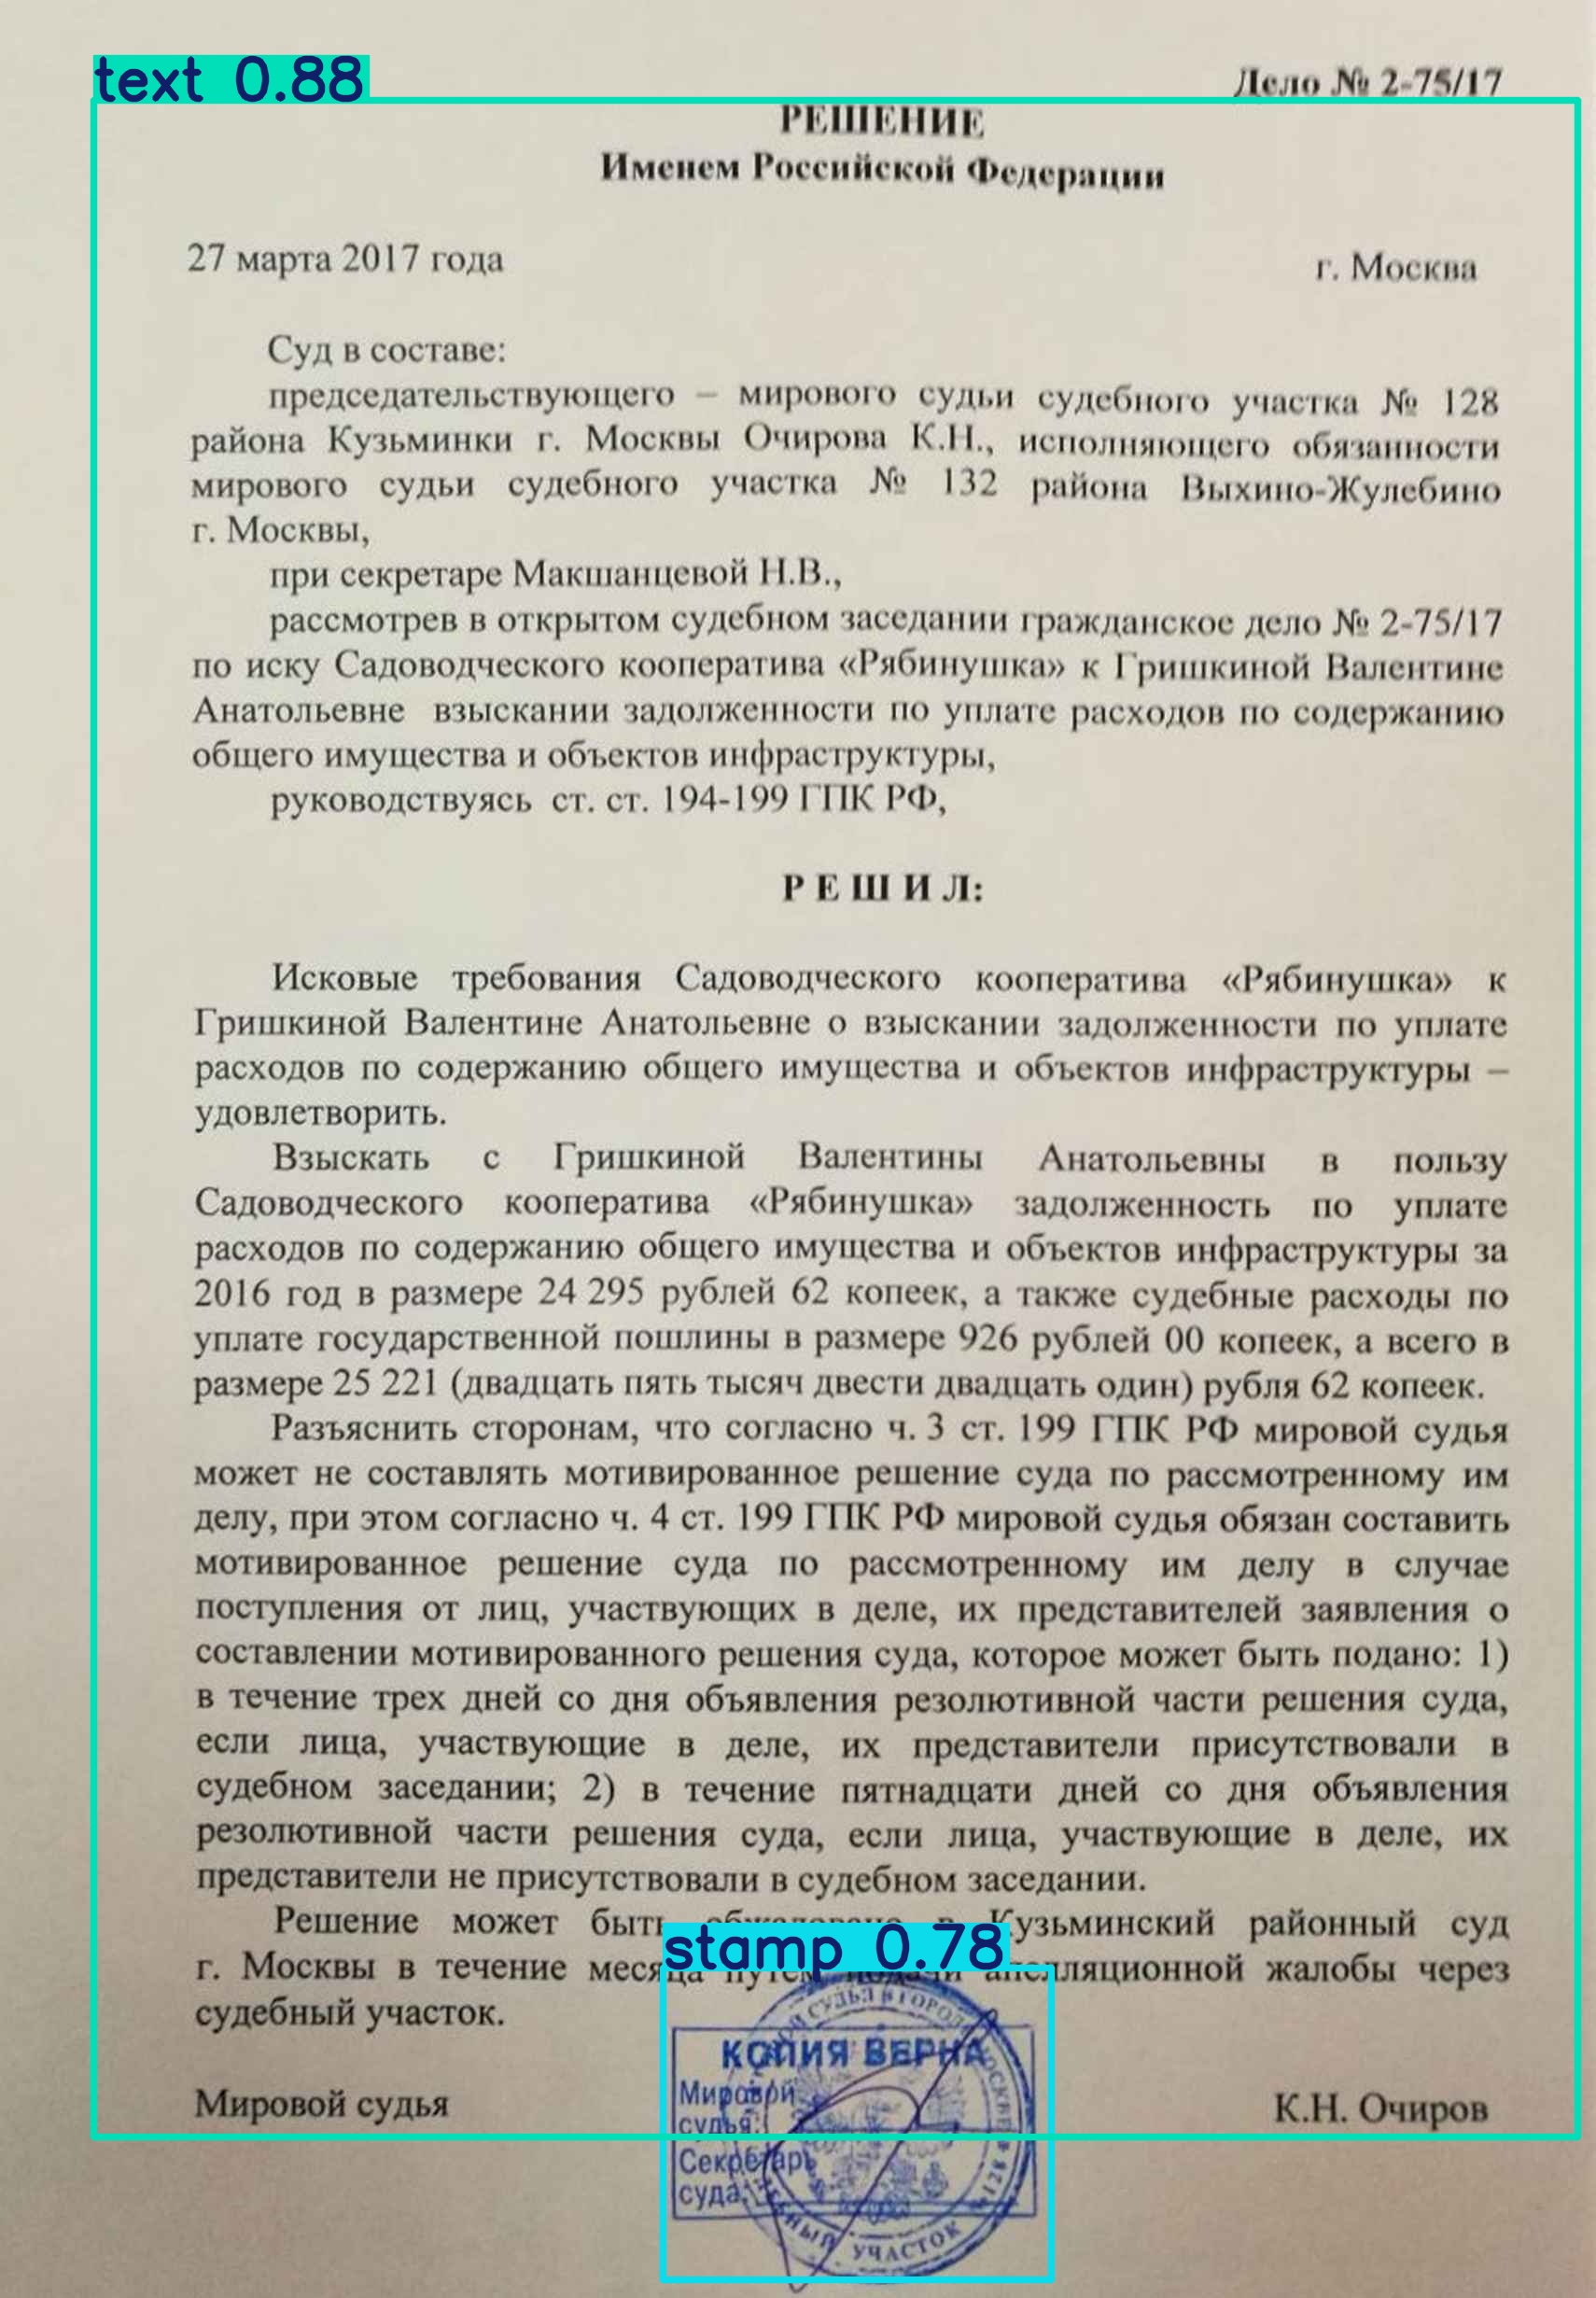 text 0.88
Дело № 2-75/17
РЕШЕНИЕ
Именем Российской Федерации
27 марта 2017 года г. Москва
Суд в составе:
председательствующего – мирового судьи судебного участка № 128
района Кузьминки г. Москвы Очирова К.Н., исполняющего обязанности
мирового судьи судебного участка № 132 района Выхино-Жулебино
г. Москвы,
при секретаре Макшанцевой Н.В.,
рассмотрев в открытом судебном заседании гражданское дело № 2-75/17
по иску Садоводческого кооператива «Рябинушка» к Гришкиной Валентине
Анатольевне взыскании задолженности по уплате расходов по содержанию
общего имущества и объектов инфраструктуры,
руководствуясь ст. ст. 194-199 ГПК РФ,
Р Е Ш И Л:
Исковые требования Садоводческого кооператива «Рябинушка» к
Гришкиной Валентине Анатольевне о взыскании задолженности по уплате
расходов по содержанию общего имущества и объектов инфраструктуры –
удовлетворить.
Взыскать с Гришкиной Валентины Анатольевны в пользу
Садоводческого кооператива «Рябинушка» задолженность по уплате
расходов по содержанию общего имущества и объектов инфраструктуры за
2016 год в размере 24 295 рублей 62 копеек, а также судебные расходы по
уплате государственной пошлины в размере 926 рублей 00 копеек, а всего в
размере 25 221 (двадцать пять тысяч двести двадцать один) рубля 62 копеек.
Разъяснить сторонам, что согласно ч. 3 ст. 199 ГПК РФ мировой судья
может не составлять мотивированное решение суда по рассмотренному им
делу, при этом согласно ч. 4 ст. 199 ГПК РФ мировой судья обязан составить
мотивированное решение суда по рассмотренному им делу в случае
поступления от лиц, участвующих в деле, их представителей заявления о
составлении мотивированного решения суда, которое может быть подано: 1)
в течение трех дней со дня объявления резолютивной части решения суда,
если лица, участвующие в деле, их представители присутствовали в
судебном заседании; 2) в течение пятнадцати дней со дня объявления
резолютивной части решения суда, если лица, участвующие в деле, их
представители не присутствовали в судебном заседании.
Решение может быть в Кузьминский районный суд
stamp 0.78
г. Москвы в течение месяца путем подачи апелляционной жалобы через
судебный участок.
КОПИЯ ВЕРНА
Мировой
судья
Секретарь
суда
УЧАСТОК
Мировой судья К.Н. Очиров